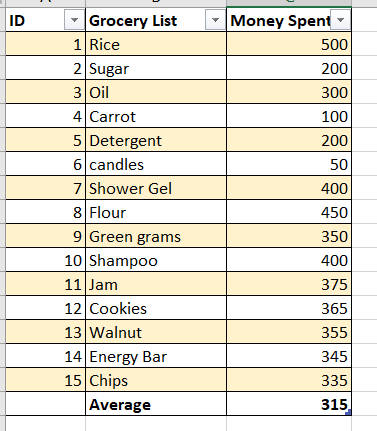 ID Grocery List Money Spent
1 Rice 500
2 Sugar 200
3 Oil 300
4 Carrot 100
5 Detergent 200
6 candles 50
7 Shower Gel 400
8 Flour 450
9 Green grams 350
10 Shampoo 400
11 Jam 375
12 Cookies 365
13 Walnut 355
14 Energy Bar 345
15 Chips 335
Average 315